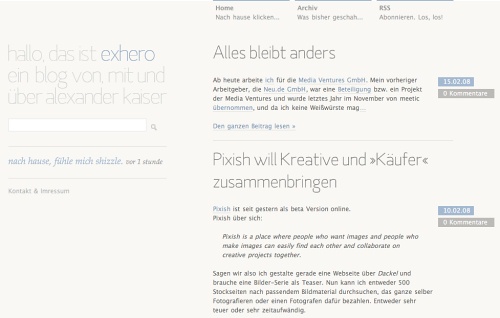 Home
Nach hause klicken...
Archiv
Was bisher geschah...
RSS
Abonnieren. Los, los!
hallo, das ist exhero
ein blog von, mit und
über alexander kaiser
nach hause, fühle mich shizzle. vor 1 stunde
Kontakt & Imressum
Alles bleibt anders
15.02.08
0 Kommentare
Ab heute arbeite ich für die Media Ventures GmbH. Mein vorheriger
Arbeitgeber, die Neu.de GmbH, war eine Beteiligung bzw. ein Projekt
der Media Ventures und wurde letztes Jahr im November von meetic
übernommen, und da ich keine Weißwürste mag...
Den ganzen Beitrag lesen »
Pixish will Kreative und »Käufer«
zusammenbringen
10.02.08
0 Kommentare
Pixish ist seit gestern als beta Version online.
Pixish über sich:
Pixish is a place where people who want images and people who
make images can easily find each other and collaborate on
creative projects together.
Sagen wir also ich gestalte gerade eine Webseite über Dackel und
brauche eine Bilder-Serie als Teaser. Nun kann ich entweder 500
Stockseiten nach passendem Bildmaterial durchsuchen, das ganze selber
Fotografieren oder einen Fotografen dafür bezahlen. Entweder sehr
teuer oder sehr zeitaufwändig.